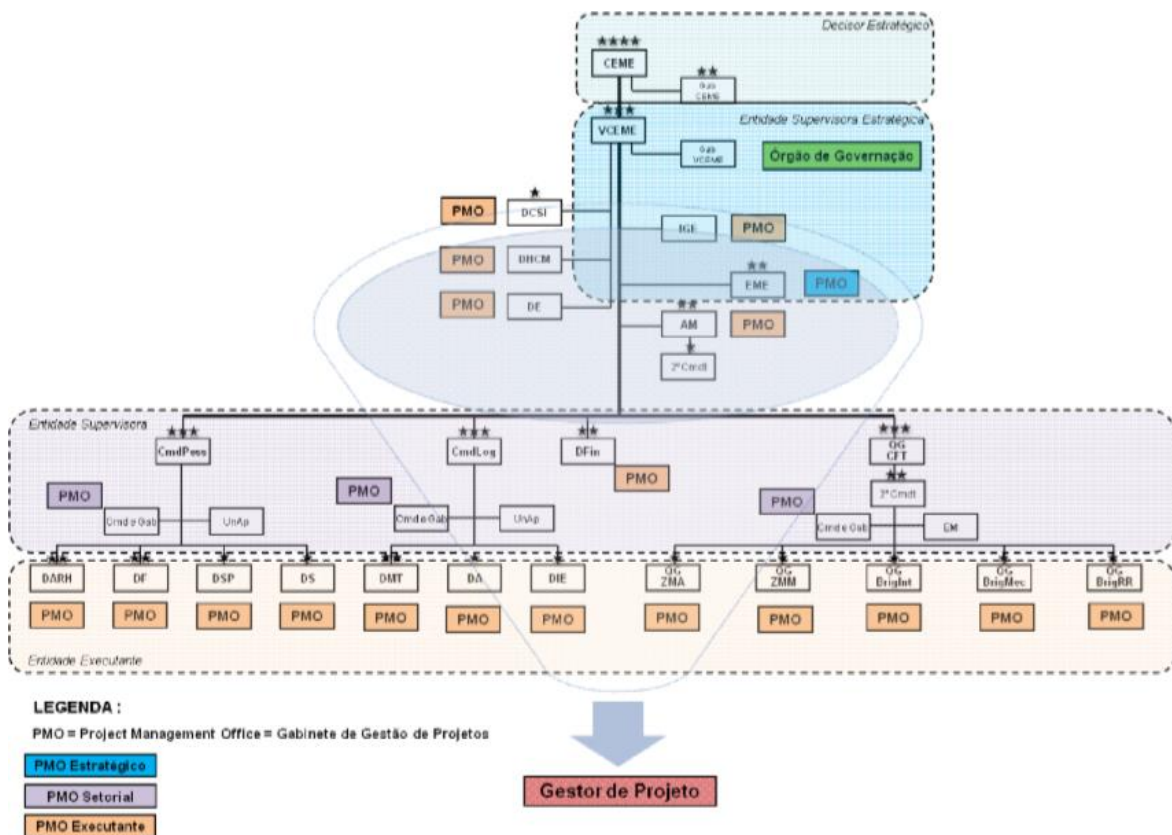 Decisor Estratégico
★★★★
CEME
★★
Gab
CEME
★★★
VCEME
Entidade Supervisora Estratégica
Gab
VCEME
Órgão de Governação
★
PMO
DCSI
IGE
PMO
PMO
DHCM
★★
EME
PMO
PMO
DE
★★
AM
PMO
★
2º Cmdt
Entidade Supervisora
★★★
CmdPess
★★★
CmdLog
★★
DFin
★★★
QG
CFT
PMO
★★
2º Cmdt
PMO
PMO
PMO
Cmd e Gab
UnAp
Cmd e Gab
UnAp
Cmd e Gab
EM
DARH
DF
DSP
DS
DMT
DA
DIE
QG
ZMA
QG
ZMM
QG
BrigInt
QG
BrigMec
QG
BrigRR
PMO
PMO
PMO
PMO
PMO
PMO
PMO
PMO
PMO
PMO
PMO
PMO
Entidade Executante
LEGENDA :
PMO = Project Management Office = Gabinete de Gestão de Projetos
PMO Estratégico
PMO Setorial
PMO Executante
Gestor de Projeto